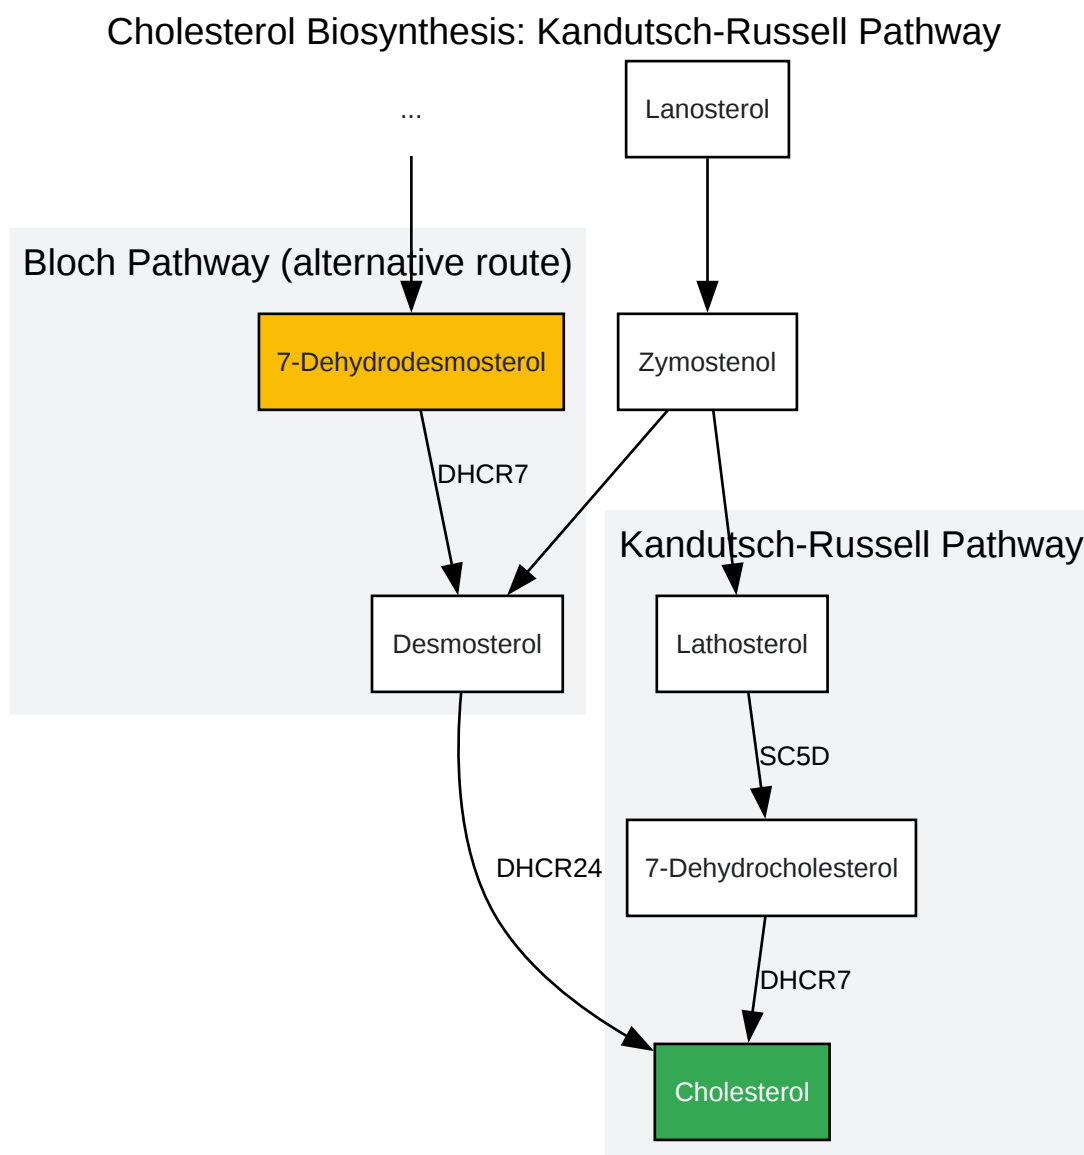 Cholesterol Biosynthesis: Kandutsch-Russell Pathway
...
Lanosterol
Bloch Pathway (alternative route)
7-Dehydrodesmosterol
Zymostenol
DHCR7
Kandutsch-Russell Pathway
Desmosterol
Lathosterol
SC5D
DHCR24
7-Dehydrocholesterol
DHCR7
Cholesterol